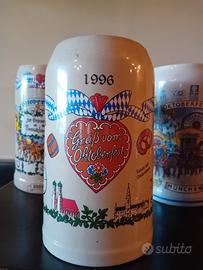 1996
Gruß vom
Oktoberfest
OKTOBERFEST
MÜNCHEN
subito